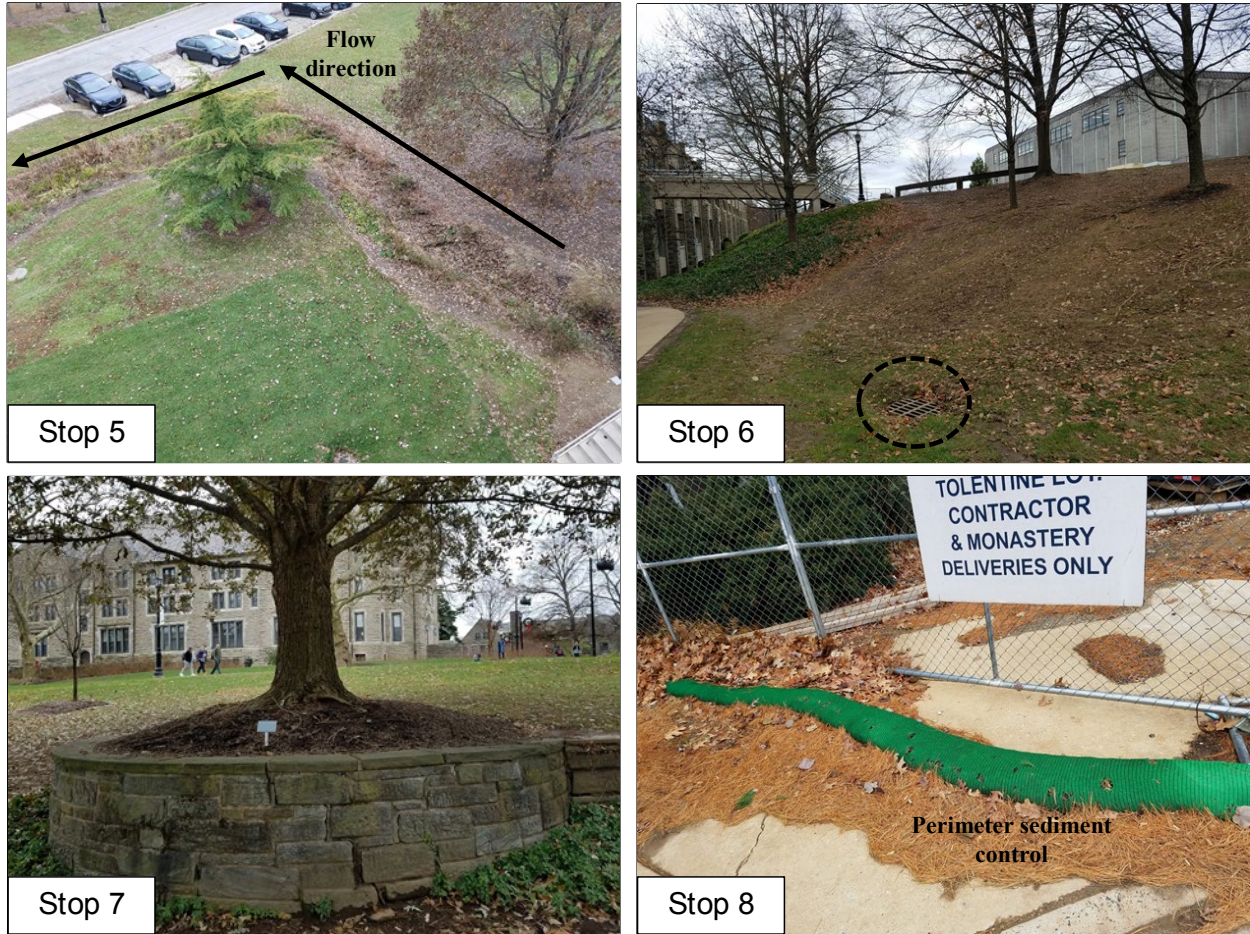 Flow
direction
Stop 5
Stop 6
Stop 7
TOLENTINE LOT:
CONTRACTOR
& MONASTERY
DELIVERIES ONLY
Perimeter sediment
control
Stop 8